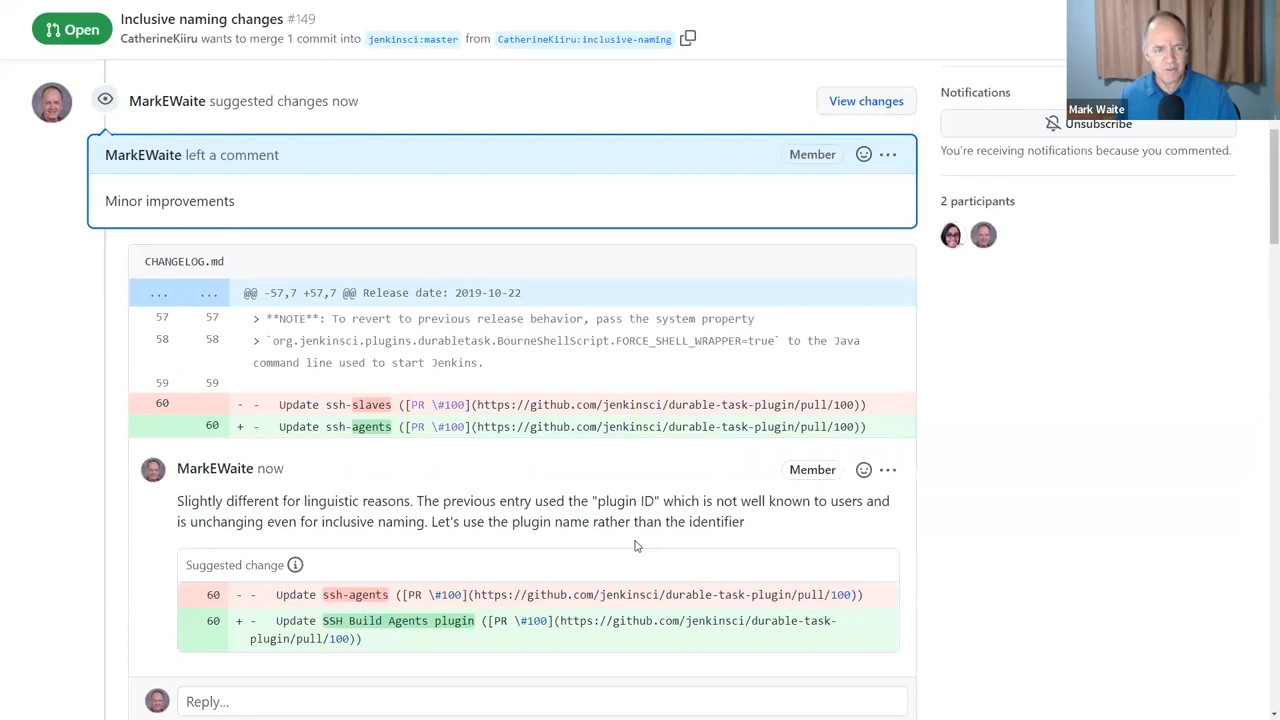 Open
Inclusive naming changes #149
CatherineKiiru wants to merge 1 commit into jenkinsci:master from CatherineKiiru:inclusive-naming
MarkEWaite suggested changes now
View changes
MarkEWaite left a comment
Member
Minor improvements
CHANGELOG.md
... ... @@ -57,7 +57,7 @@ Release date: 2019-10-22
57 57 > **NOTE**: To revert to previous release behavior, pass the system property
58 58 > `org.jenkinsci.plugins.durabletask.BourneShellScript.FORCE_SHELL_WRAPPER=true` to the Java
command line used to start Jenkins.
59 59
60 - - Update ssh-slaves ([PR \#100](https://github.com/jenkinsci/durable-task-plugin/pull/100))
60 + - Update ssh-agents ([PR \#100](https://github.com/jenkinsci/durable-task-plugin/pull/100))
MarkEWaite now
Member
Slightly different for linguistic reasons. The previous entry used the "plugin ID" which is not well known to users and
is unchanging even for inclusive naming. Let's use the plugin name rather than the identifier
Suggested change
60 - - Update ssh-agents ([PR \#100](https://github.com/jenkinsci/durable-task-plugin/pull/100))
60 + - Update SSH Build Agents plugin ([PR \#100](https://github.com/jenkinsci/durable-task-
plugin/pull/100))
Reply...
Notifications
Mark Waite
Unsubscribe
You're receiving notifications because you commented.
2 participants